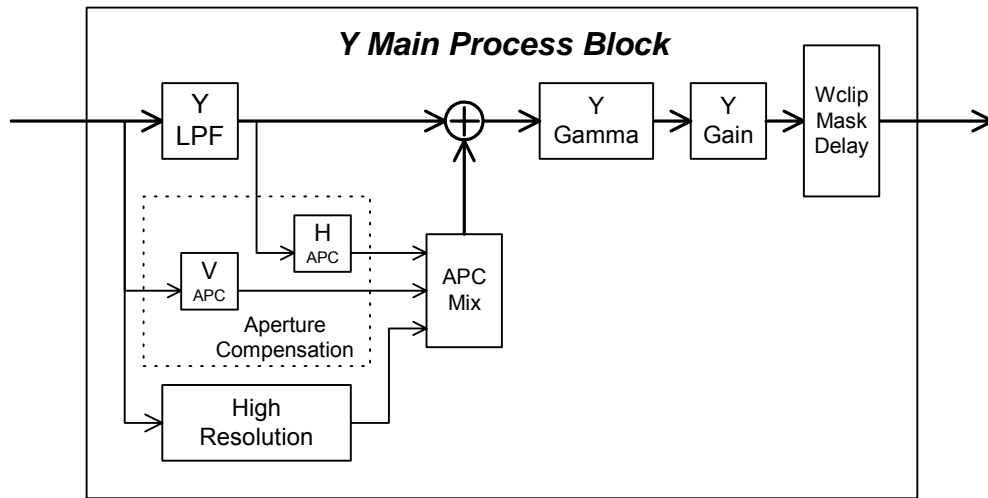 Y Main Process Block
Y
LPF
Y
Gamma
Y
Gain
Wclip
Mask
Delay
H
APC
V
APC
APC
Mix
Aperture
Compensation
High
Resolution